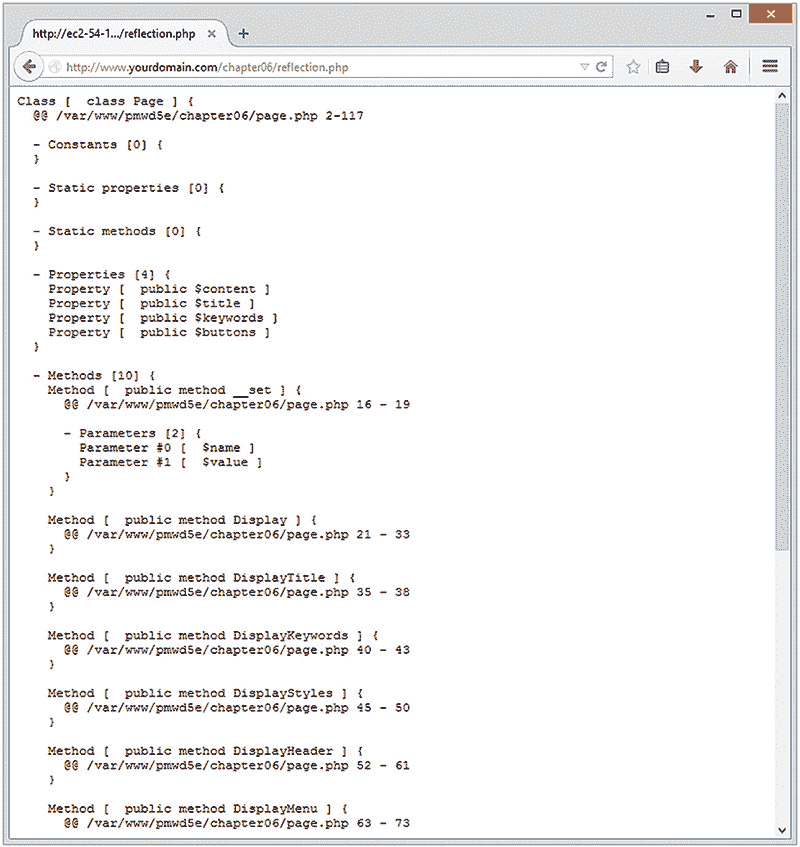 http://ec2-54-1.../reflection.php
http://www.yourdomain.com/chapter06/reflection.php
Class [  class Page ] {
  @@ /var/www/pmwd5e/chapter06/page.php 2-117
  - Constants [0] {
  }
  - Static properties [0] {
  }
  - Static methods [0] {
  }
  - Properties [4] {
    Property [  public $content ]
    Property [  public $title ]
    Property [  public $keywords ]
    Property [  public $buttons ]
  }
  - Methods [10] {
    Method [  public method __set ] {
      @@ /var/www/pmwd5e/chapter06/page.php 16 - 19
      - Parameters [2] {
        Parameter #0 [  $name ]
        Parameter #1 [  $value ]
      }
    }
    Method [  public method Display ] {
      @@ /var/www/pmwd5e/chapter06/page.php 21 - 33
    }
    Method [  public method DisplayTitle ] {
      @@ /var/www/pmwd5e/chapter06/page.php 35 - 38
    }
    Method [  public method DisplayKeywords ] {
      @@ /var/www/pmwd5e/chapter06/page.php 40 - 43
    }
    Method [  public method DisplayStyles ] {
      @@ /var/www/pmwd5e/chapter06/page.php 45 - 50
    }
    Method [  public method DisplayHeader ] {
      @@ /var/www/pmwd5e/chapter06/page.php 52 - 61
    }
    Method [  public method DisplayMenu ] {
      @@ /var/www/pmwd5e/chapter06/page.php 63 - 73